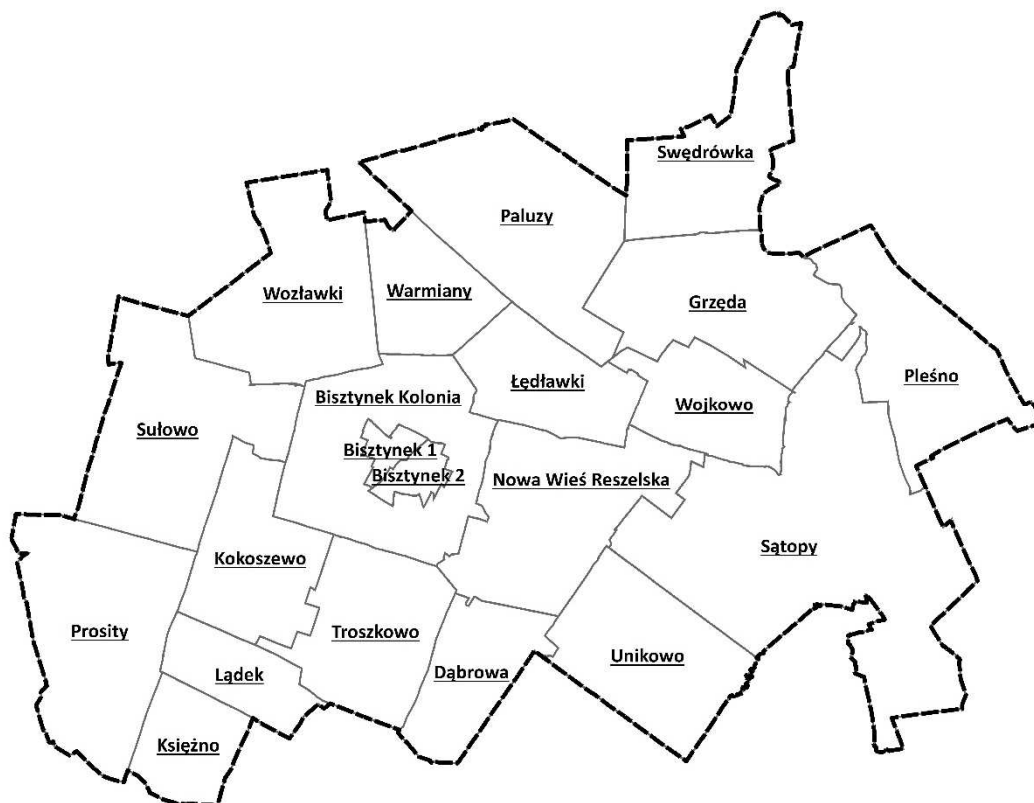 Swędrówka
Paluzy
Wozławki
Warmiany
Grzęda
Pleśno
Łędławki
Bisztynek Kolonia
Wojkowo
Sułowo
Bisztynek 1
Bisztynek 2
Nowa Wieś Reszelska
Sątopy
Kokoszewo
Prosity
Troszkowo
Unikowo
Lądek
Dąbrowa
Księżno